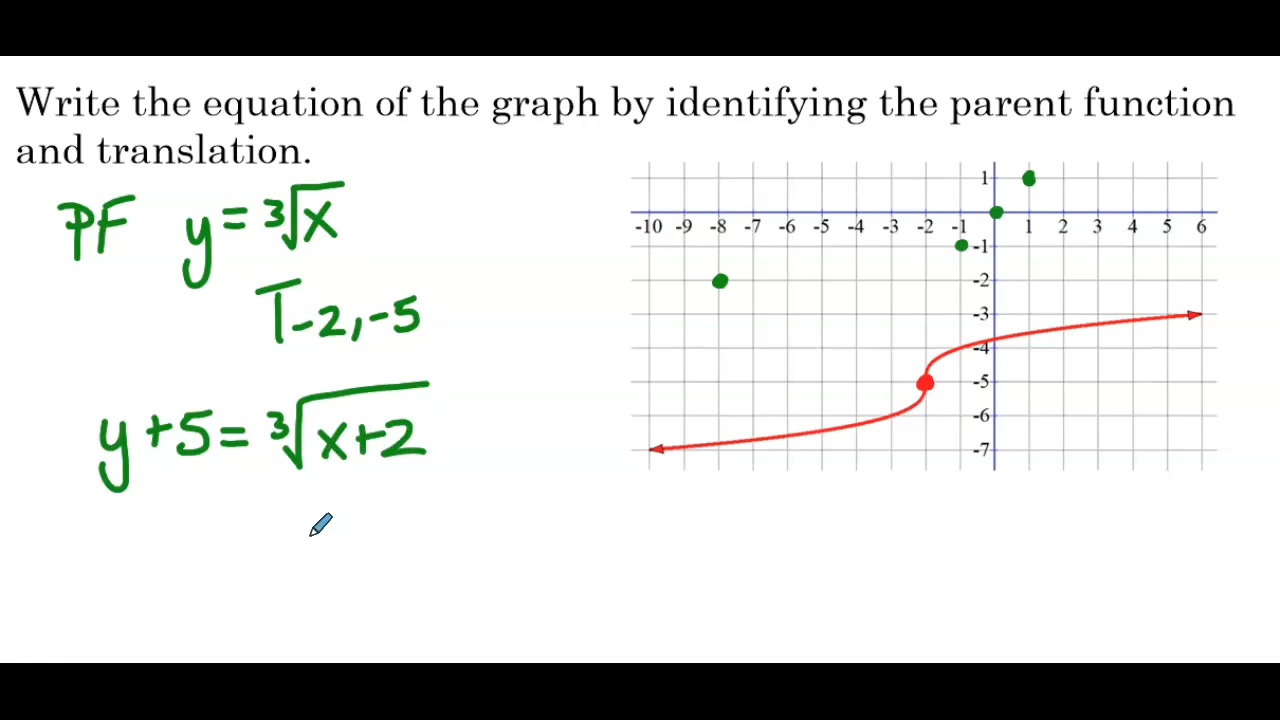 Write the equation of the graph by identifying the parent function
and translation.
PF y = ∛x
T-2,-5
y+5 = ∛x+2
1
-10 -9 -8 -7 -6 -5 -4 -3 -2 -1 1 2 3 4 5 6
-1
-2
-3
-4
-5
-6
-7